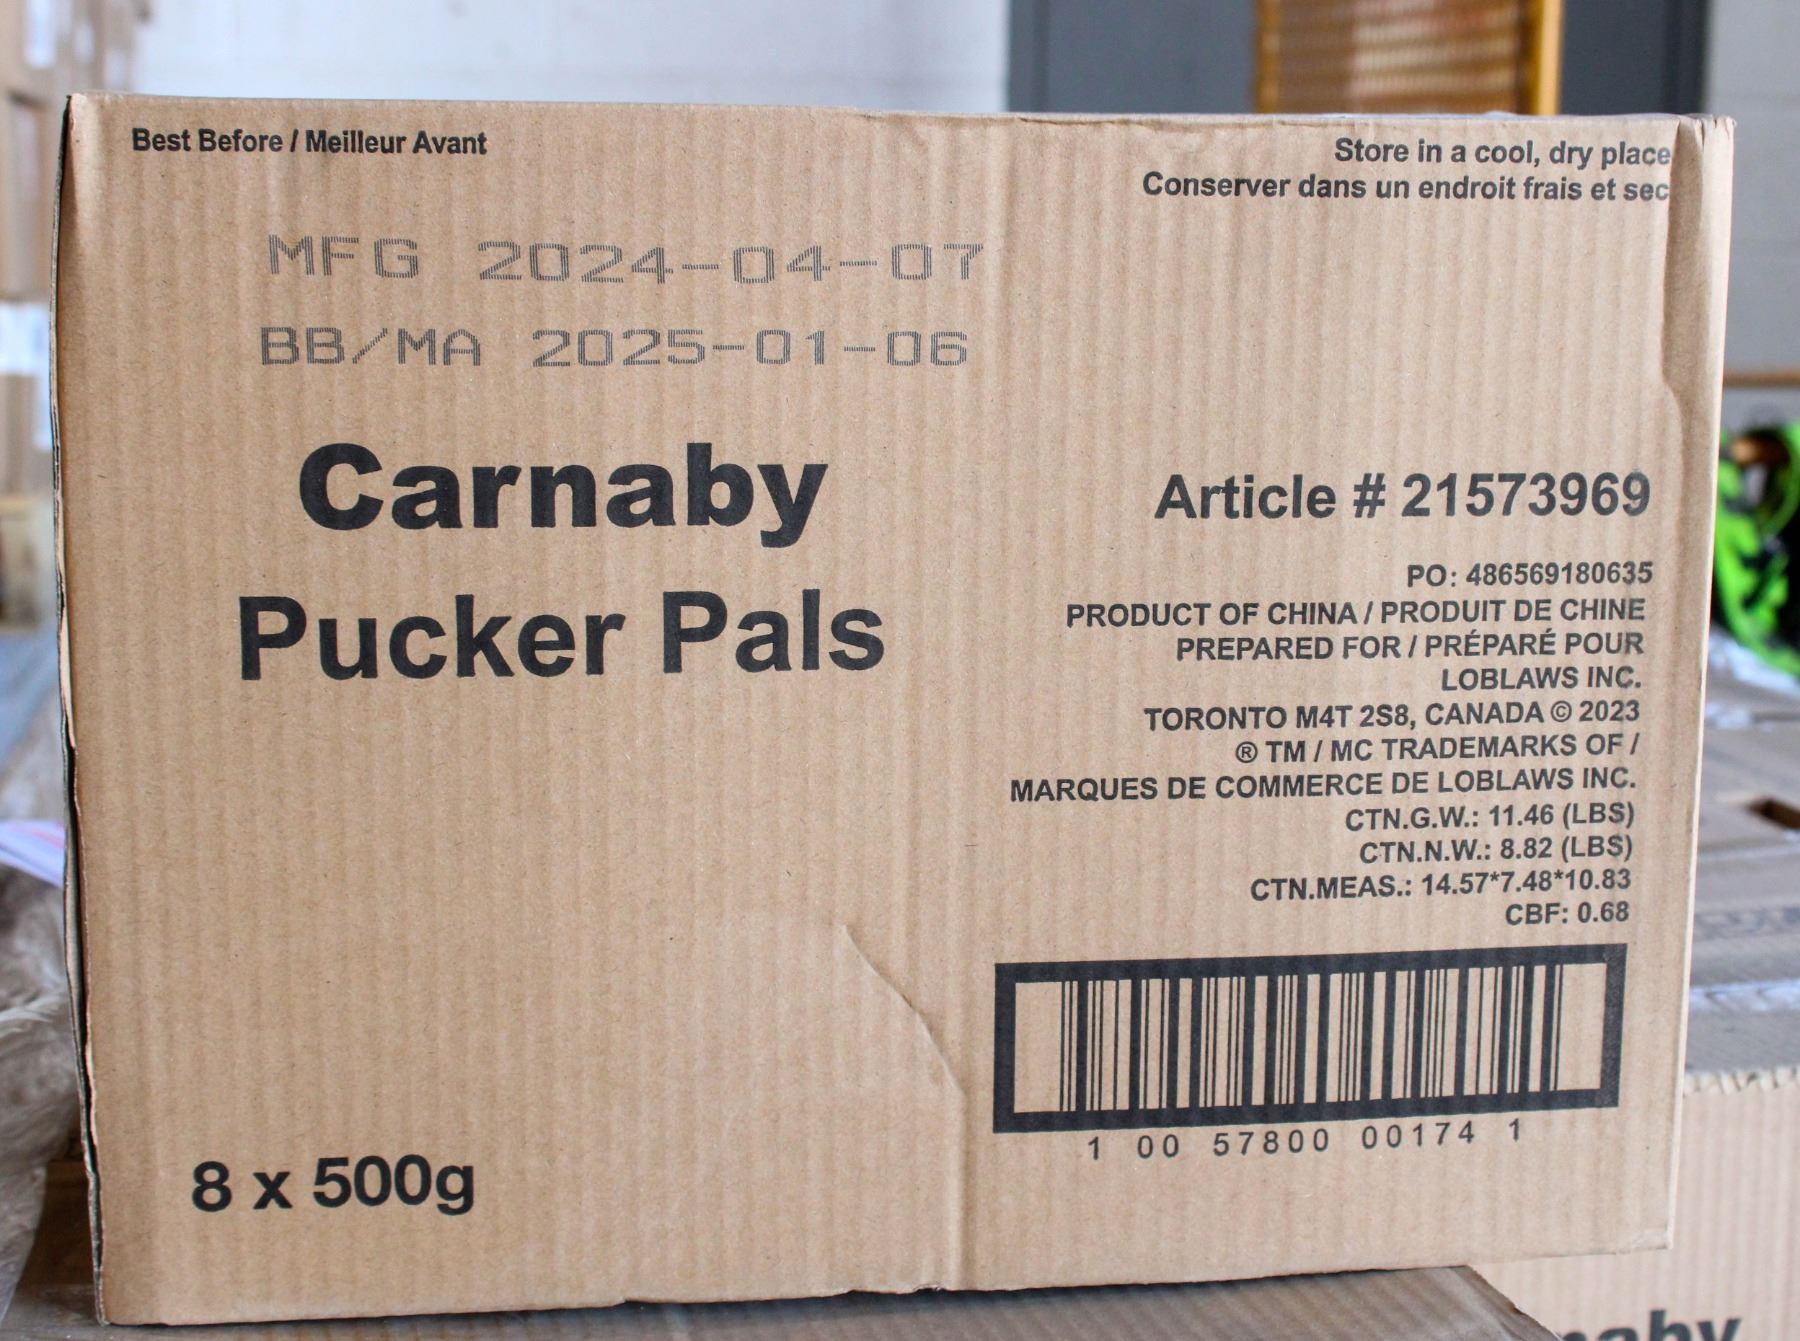 Best Before / Meilleur Avant
Store in a cool, dry place
Conserver dans un endroit frais et sec
MFG 2024-04-07
BB/MA 2025-01-06
Carnaby
Pucker Pals
Article # 21573969
PO: 486569180635
PRODUCT OF CHINA / PRODUIT DE CHINE
PREPARED FOR / PRÉPARÉ POUR
LOBLAWS INC.
TORONTO M4T 2S8, CANADA © 2023
® TM / MC TRADEMARKS OF /
MARQUES DE COMMERCE DE LOBLAWS INC.
CTN.G.W.: 11.46 (LBS)
CTN.N.W.: 8.82 (LBS)
CTN.MEAS.: 14.57*7.48*10.83
CBF: 0.68
1 00 57800 00174 1
8 x 500g